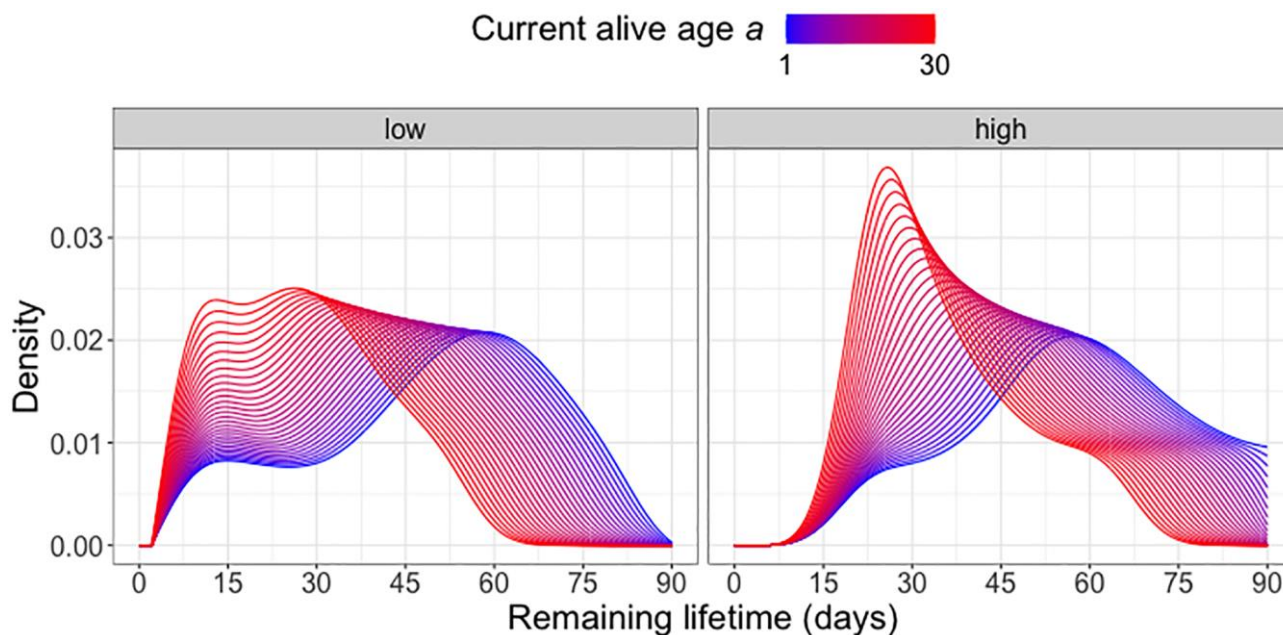 Current alive age a
1 30
low high
Density
0.03
0.02
0.01
0.00
0 15 30 45 60 75 90 0 15 30 45 60 75 90
Remaining lifetime (days)